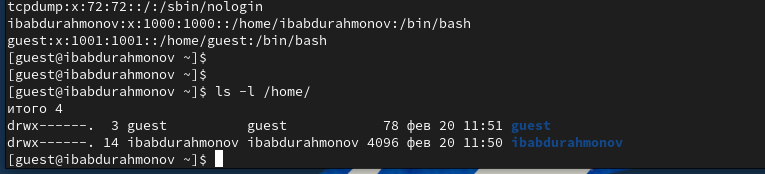 tcpdump:x:72:72::/:/sbin/nologin
ibabdurahmonov:x:1000:1000::/home/ibabdurahmonov:/bin/bash
guest:x:1001:1001::/home/guest:/bin/bash
[guest@ibabdurahmonov ~]$
[guest@ibabdurahmonov ~]$
[guest@ibabdurahmonov ~]$ ls -l /home/
итого 4
drwx------.  3 guest          guest            78 фев 20 11:51 guest
drwx------. 14 ibabdurahmonov ibabdurahmonov 4096 фев 20 11:50 ibabdurahmonov
[guest@ibabdurahmonov ~]$